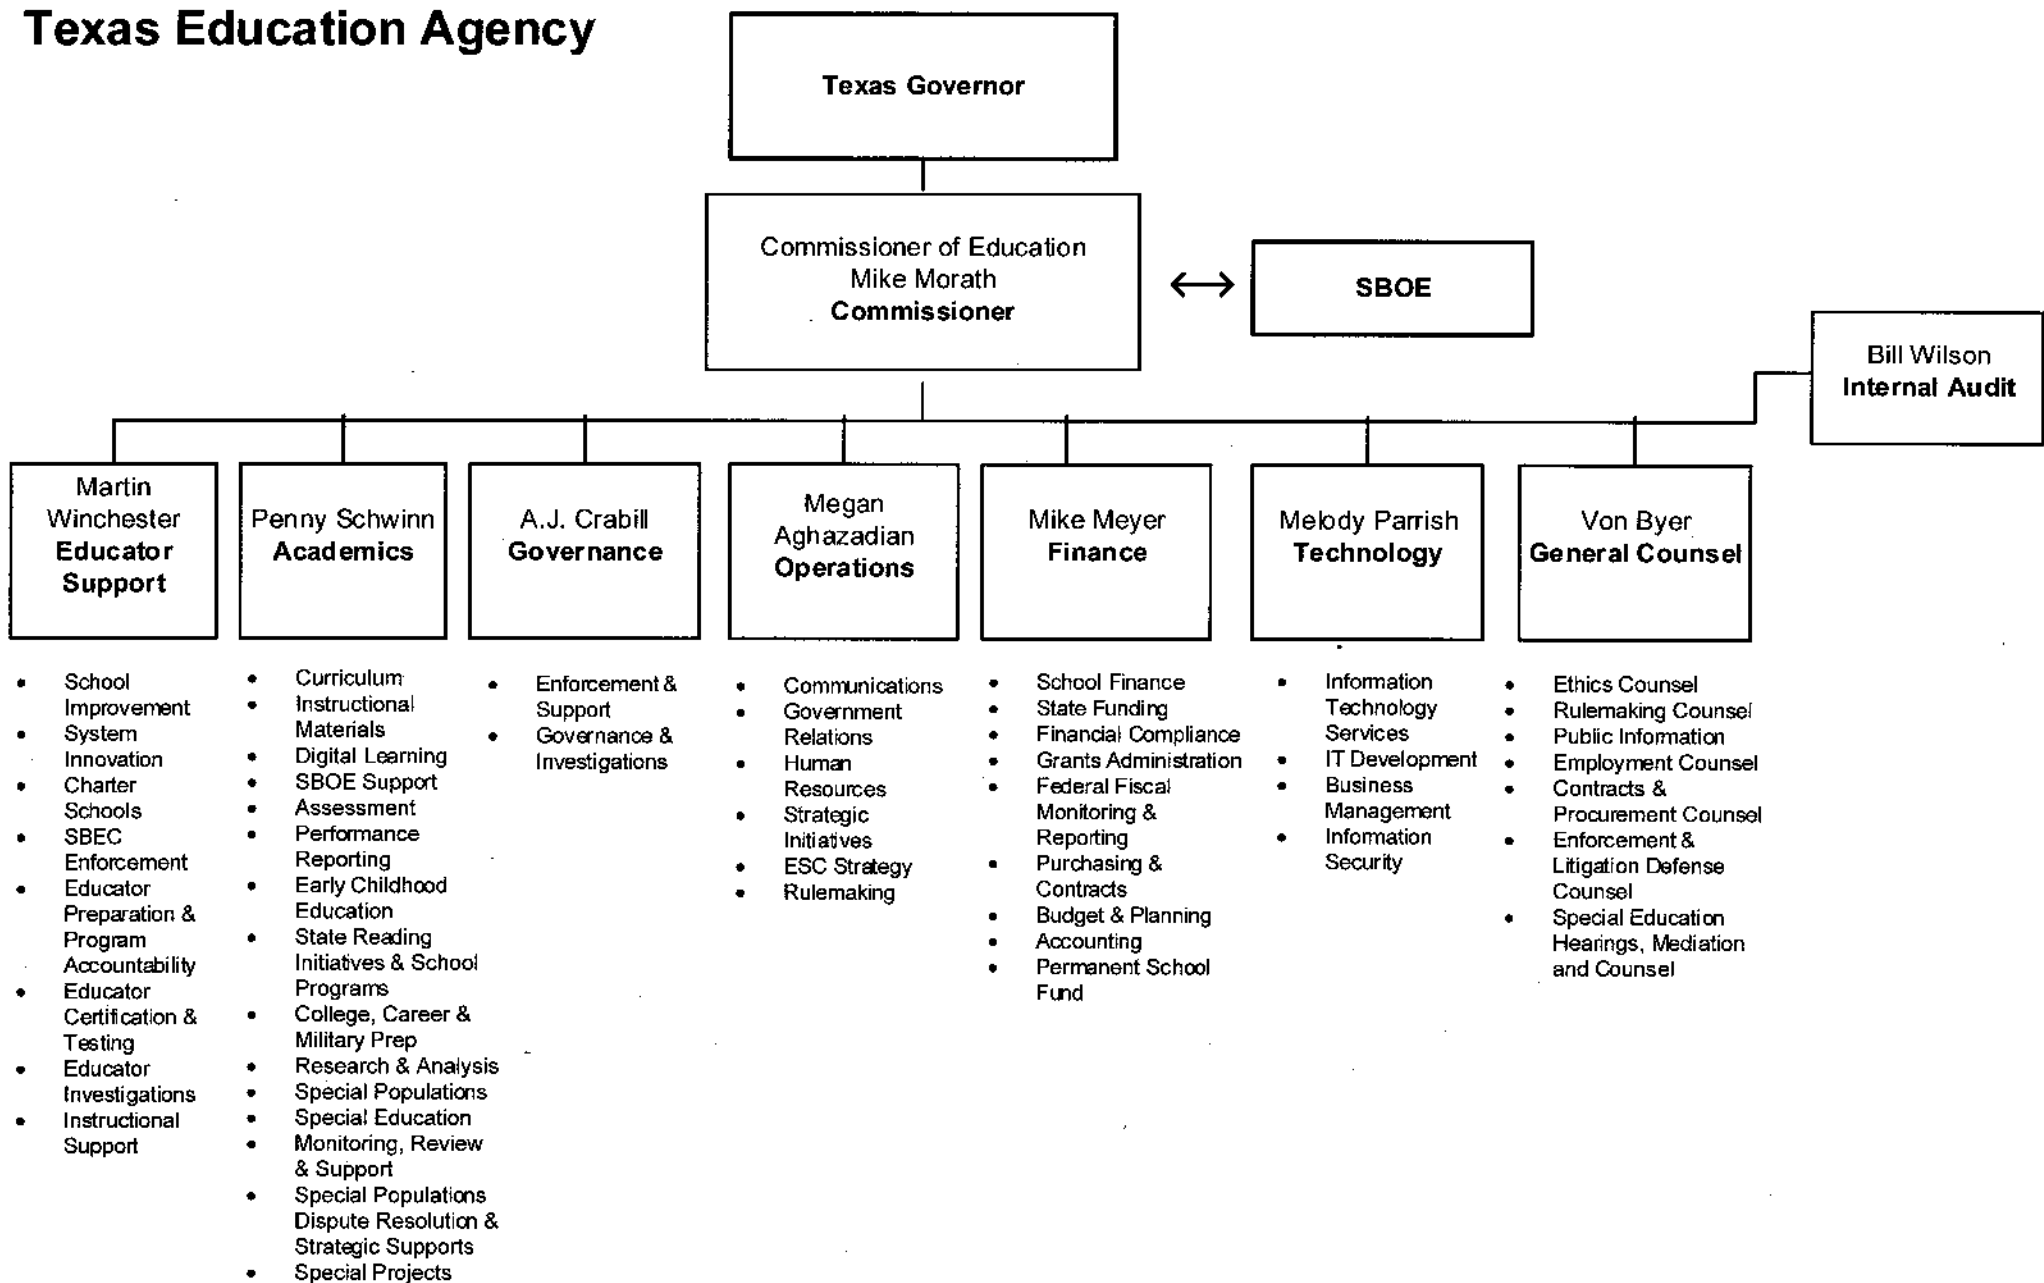 Texas Education Agency
Texas Governor
Commissioner of Education
Mike Morath
Commissioner
SBOE
Bill Wilson
Internal Audit
Martin
Winchester
Educator
Support
Penny Schwinn
Academics
A.J. Crabill
Governance
Megan
Aghazadian
Operations
Mike Meyer
Finance
Melody Parrish
Technology
Von Byer
General Counsel
• School
Improvement
• System
Innovation
• Charter
Schools
• SBEC
Enforcement
• Educator
Preparation &
Program
Accountability
• Educator
Certification &
Testing
• Educator
Investigations
• Instructional
Support
• Curriculum
• Instructional
Materials
• Digital Learning
• SBOE Support
• Assessment
• Performance
Reporting
• Early Childhood
Education
• State Reading
Initiatives & School
Programs
• College, Career &
Military Prep
• Research & Analysis
• Special Populations
• Special Education
• Monitoring, Review
& Support
• Special Populations
Dispute Resolution &
Strategic Supports
• Special Projects
• Enforcement &
Support
• Governance &
Investigations
• Communications
• Government
Relations
• Human
Resources
• Strategic
Initiatives
• ESC Strategy
• Rulemaking
• School Finance
• State Funding
• Financial Compliance
• Grants Administration
• Federal Fiscal
Monitoring &
Reporting
• Purchasing &
Contracts
• Budget & Planning
• Accounting
• Permanent School
Fund
• Information
Technology
Services
• IT Development
• Business
Management
• Information
Security
• Ethics Counsel
• Rulemaking Counsel
• Public Information
• Employment Counsel
• Contracts &
Procurement Counsel
• Enforcement &
Litigation Defense
Counsel
• Special Education
Hearings, Mediation
and Counsel